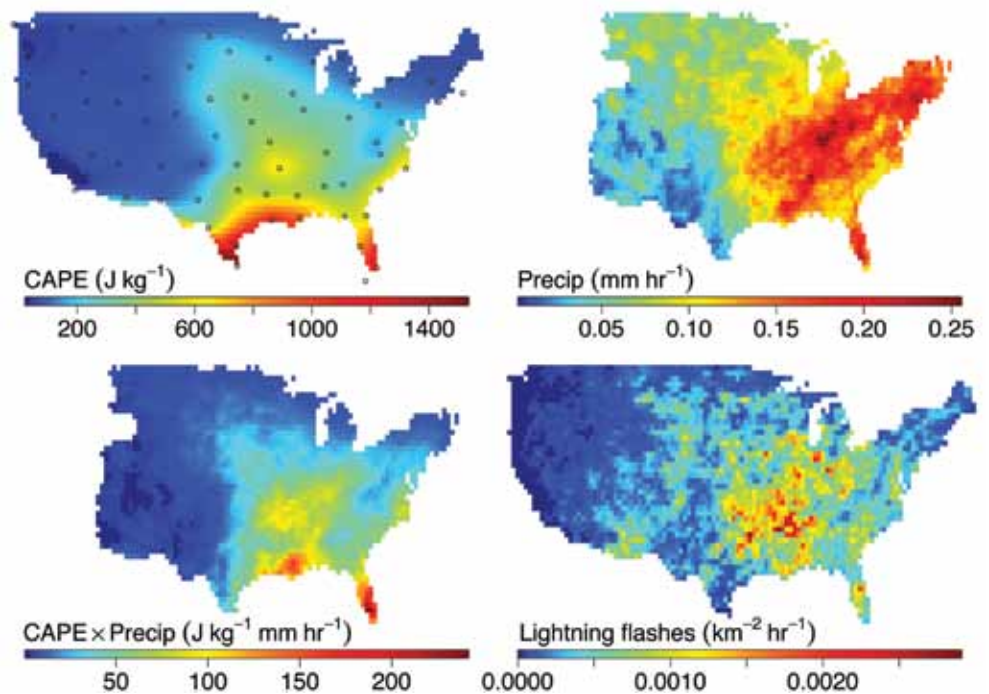 CAPE (J kg⁻¹)
200 600 1000 1400
Precip (mm hr⁻¹)
0.05 0.10 0.15 0.20 0.25
CAPE × Precip (J kg⁻¹ mm hr⁻¹)
50 100 150 200
Lightning flashes (km⁻² hr⁻¹)
0.0000 0.0010 0.0020